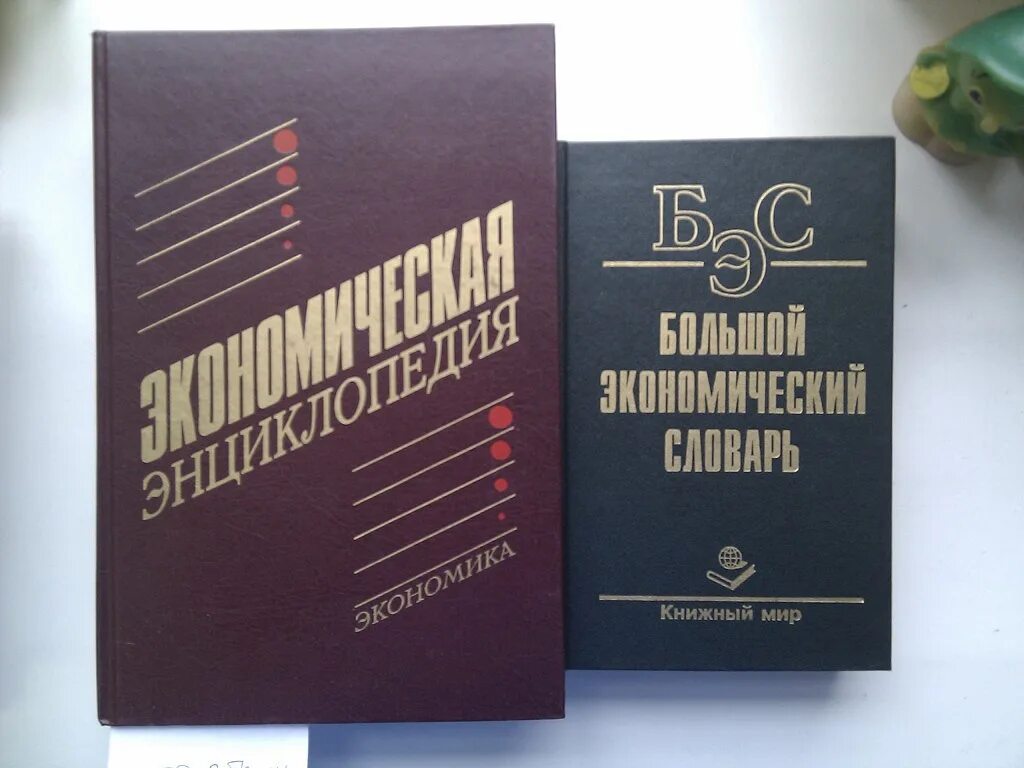 ЭКОНОМИЧЕСКАЯ
ЭНЦИКЛОПЕДИЯ
ЭКОНОМИКА
БЭС
БОЛЬШОЙ
ЭКОНОМИЧЕСКИЙ
СЛОВАРЬ
Книжный мир